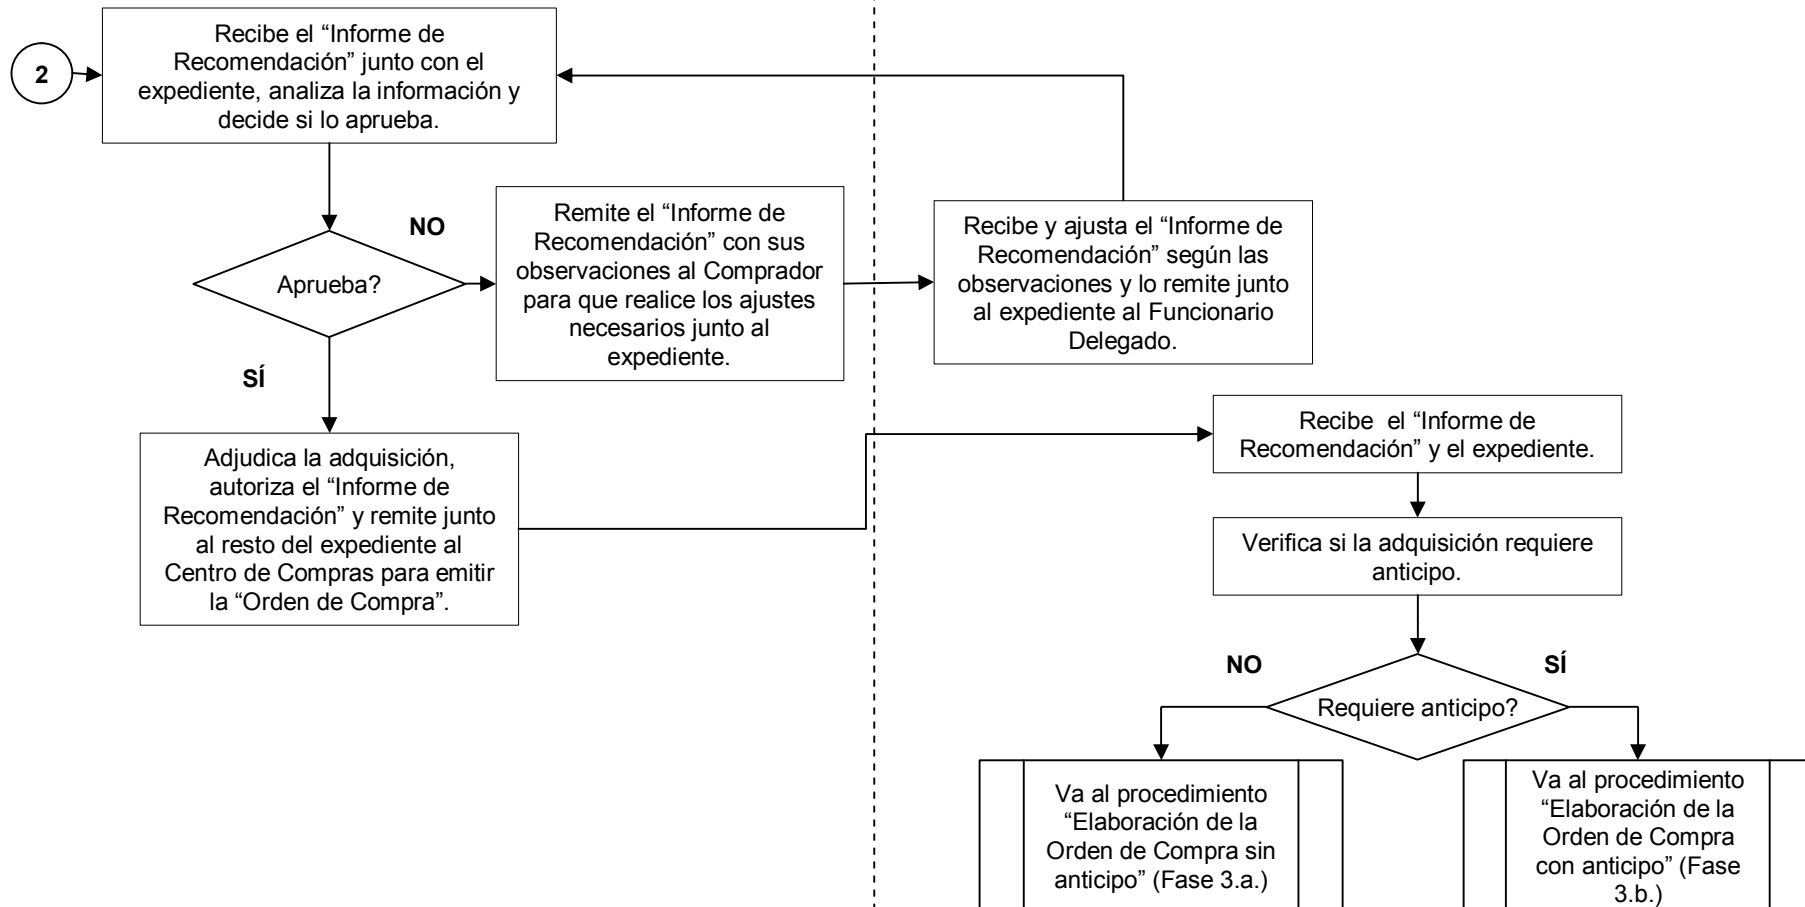 2
Recibe el “Informe de
Recomendación” junto con el
expediente, analiza la información y
decide si lo aprueba.
Aprueba?
NO
Remite el “Informe de
Recomendación” con sus
observaciones al Comprador
para que realice los ajustes
necesarios junto al
expediente.
Recibe y ajusta el “Informe de
Recomendación” según las
observaciones y lo remite junto
al expediente al Funcionario
Delegado.
SÍ
Adjudica la adquisición,
autoriza el “Informe de
Recomendación” y remite junto
al resto del expediente al
Centro de Compras para emitir
la “Orden de Compra”.
Recibe  el “Informe de
Recomendación” y el expediente.
Verifica si la adquisición requiere
anticipo.
NO
SÍ
Requiere anticipo?
Va al procedimiento
“Elaboración de la
Orden de Compra sin
anticipo” (Fase 3.a.)
Va al procedimiento
“Elaboración de la
Orden de Compra
con anticipo” (Fase
3.b.)